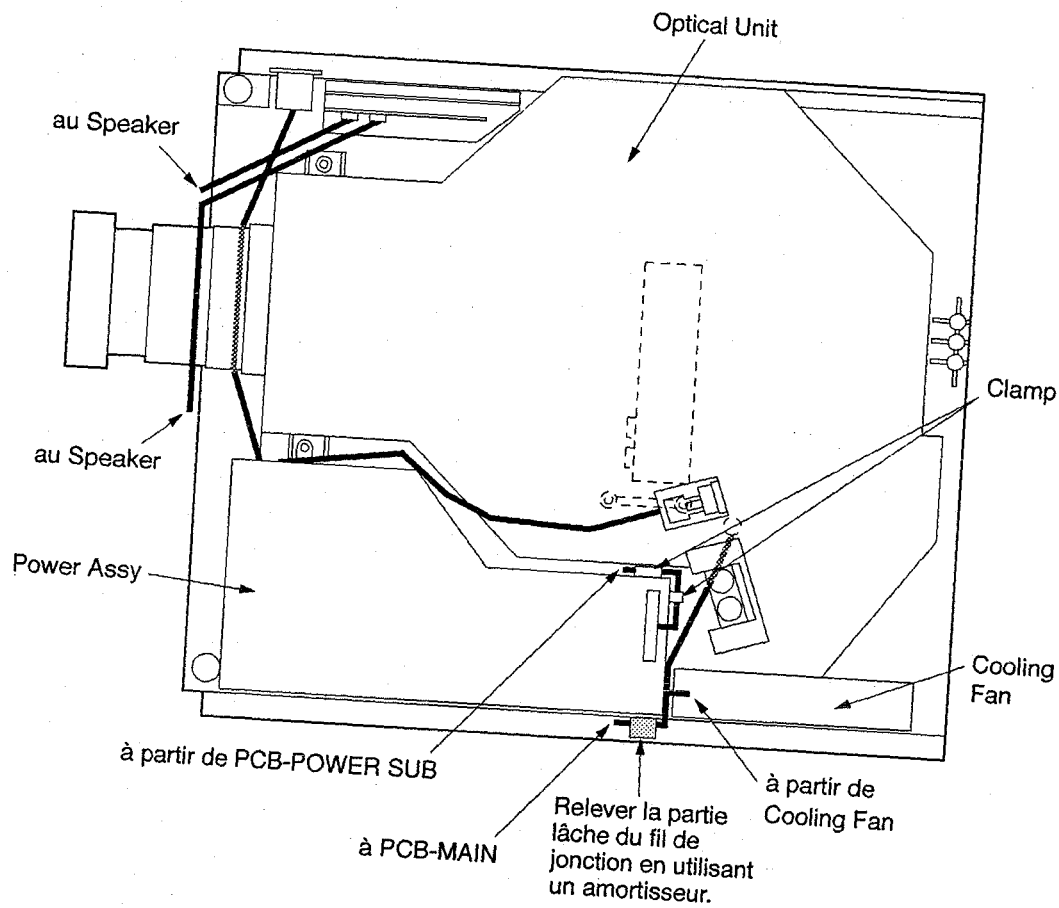 Optical Unit
au Speaker
Clamp
au Speaker
Power Assy
Cooling
Fan
à partir de PCB-POWER SUB
à partir de
Cooling Fan
à PCB-MAIN
Relever la partie
lâche du fil de
jonction en utilisant
un amortisseur.